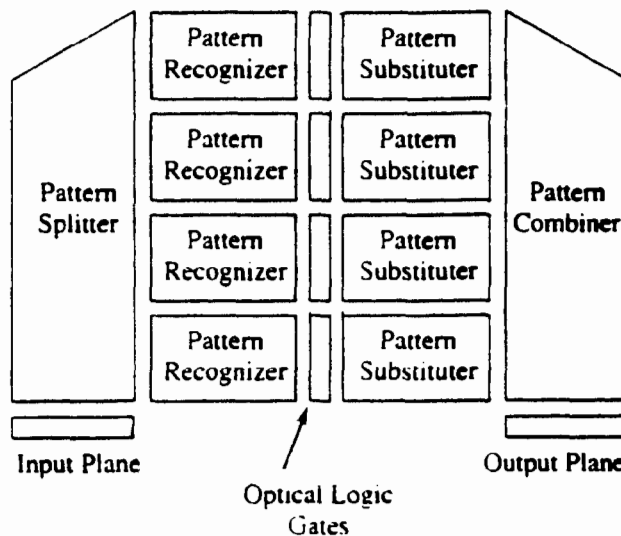 Pattern
Recognizer
Pattern
Substituter
Pattern
Recognizer
Pattern
Substituter
Pattern
Splitter
Pattern
Combiner
Pattern
Recognizer
Pattern
Substituter
Pattern
Recognizer
Pattern
Substituter
Input Plane
Output Plane
Optical Logic
Gates